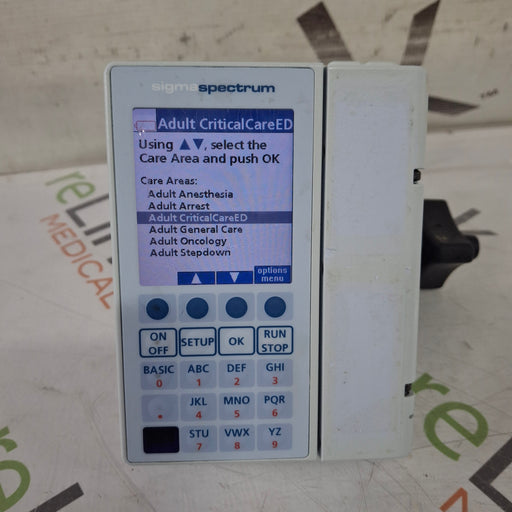 sigmaspectrum
Adult CriticalCareED
Using ▲▼, select the
Care Area and push OK
Care Areas:
Adult Anesthesia
Adult Arrest
Adult CriticalCareED
Adult General Care
Adult Oncology
Adult Stepdown
▲ ▼ options
menu
ON
OFF
SETUP
OK
RUN
STOP
BASIC ABC DEF GHI
0 1 2 3
JKL MNO PQR
. 4 5 6
STU VWX YZ
7 8 9
MEDICAL
TM